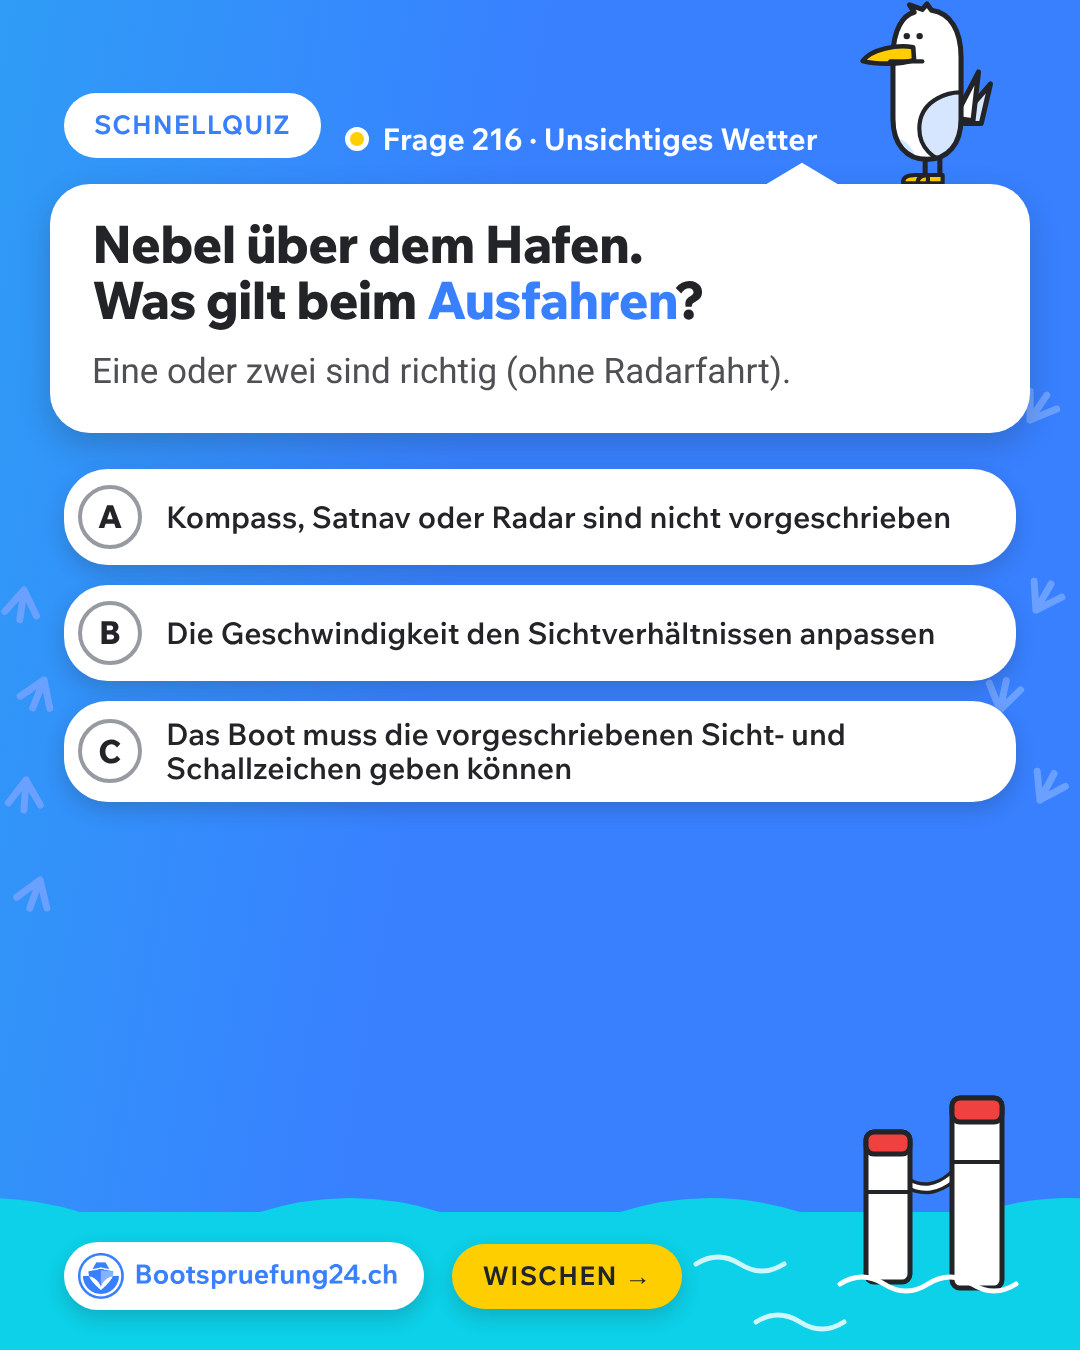 SCHNELLQUIZ
Frage 216 · Unsichtiges Wetter
Nebel über dem Hafen.
Was gilt beim Ausfahren?
Eine oder zwei sind richtig (ohne Radarfahrt).
A Kompass, Satnav oder Radar sind nicht vorgeschrieben
B Die Geschwindigkeit den Sichtverhältnissen anpassen
C Das Boot muss die vorgeschriebenen Sicht- und
Schallzeichen geben können
Bootspruefung24.ch
WISCHEN →